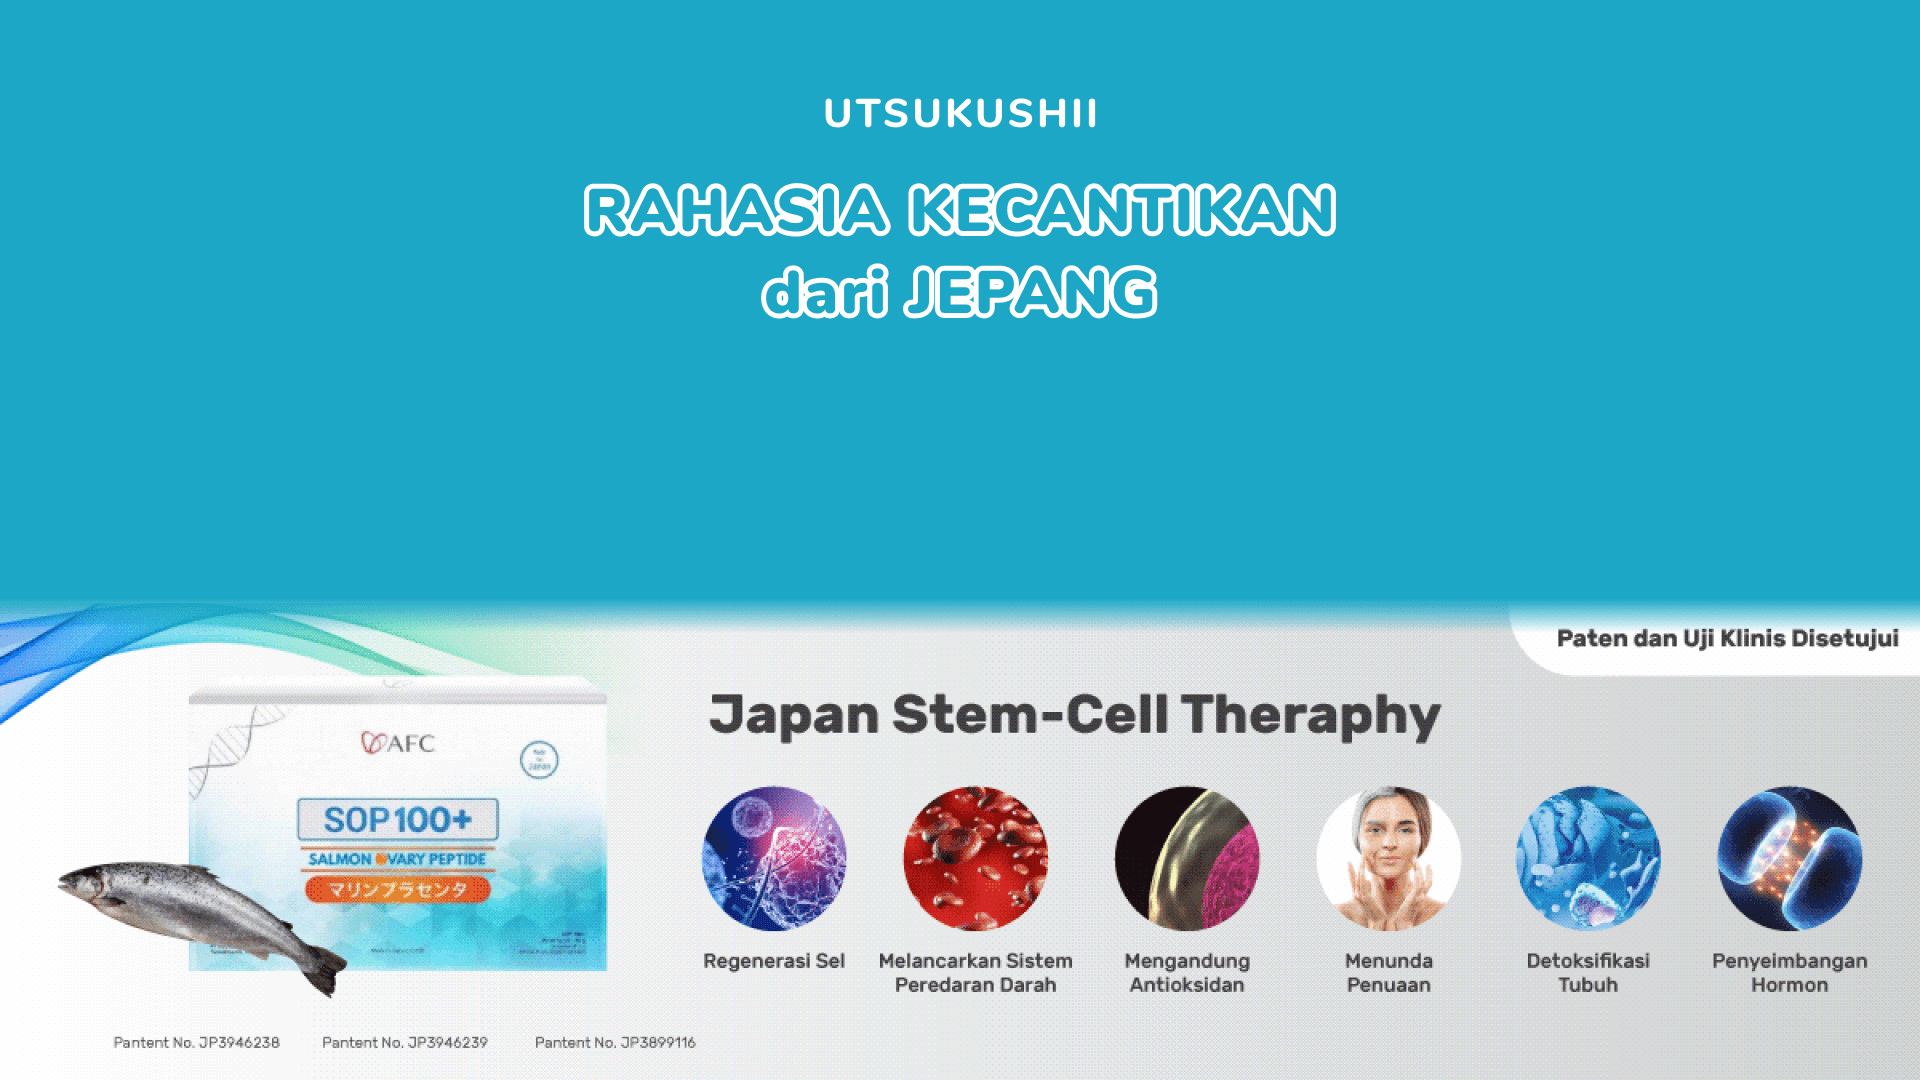 UTSUKUSHII
RAHASIA KECANTIKAN
dari JEPANG
Paten dan Uji Klinis Disetujui
Japan Stem-Cell Theraphy
AFC
Made
in
Japan
SOP100+
SALMON OVARY PEPTIDE
マリンプラセンタ
Regenerasi Sel
Melancarkan Sistem
Peredaran Darah
Mengandung
Antioksidan
Menunda
Penuaan
Detoksifikasi
Tubuh
Penyeimbangan
Hormon
Pantent No. JP3946238
Pantent No. JP3946239
Pantent No. JP3899116